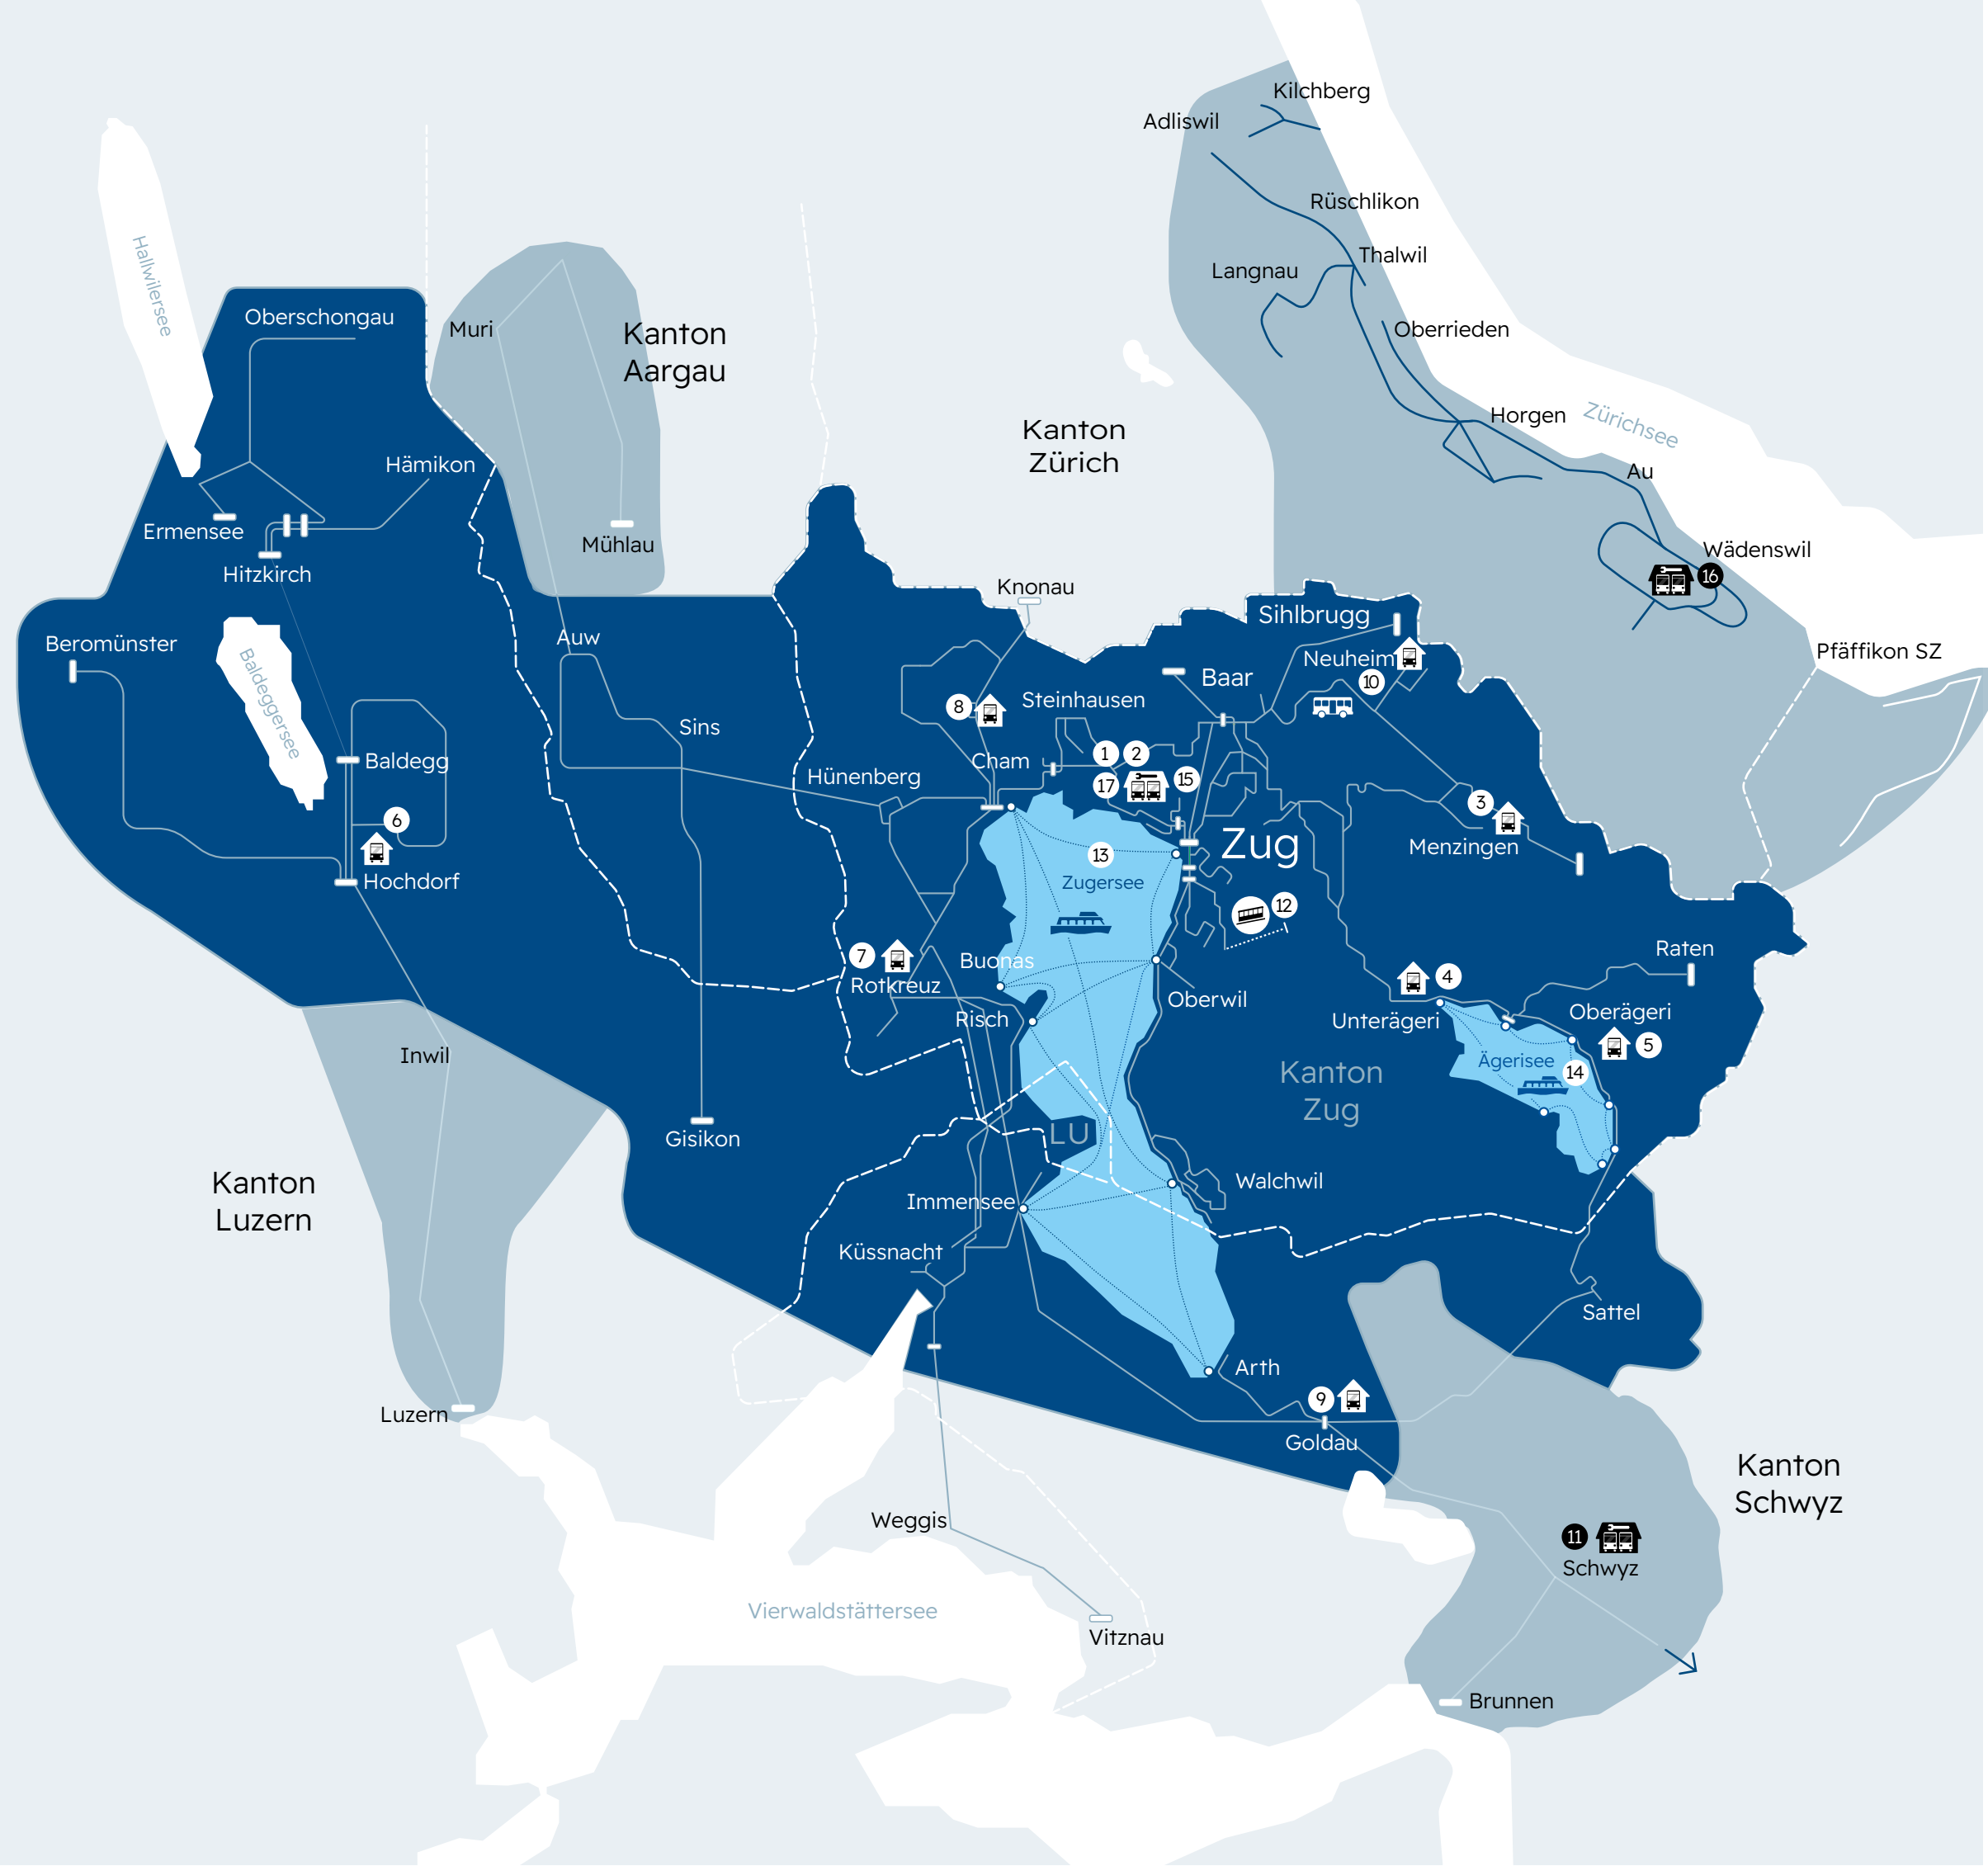 Kilchberg
Adliswil
Rüschlikon
Thalwil
Langnau
Hallwilersee
Oberschongau
Muri
Kanton
Aargau
Oberrieden
Kanton
Zürich
Horgen
Zürichsee
Hämikon
Au
Ermensee
Mühlau
Wädenswil
16
Hitzkirch
Knonau
Sihlbrugg
Beromünster
Auw
Baldeggersee
Neuheim
10
Pfäffikon SZ
Baar
8
Steinhausen
Sins
Baldegg
Cham
1
2
Hünenberg
17
15
3
6
Menzingen
Zug
13
Hochdorf
Zugersee
12
7
Rotkreuz
Buonas
Raten
4
Oberwil
Risch
Unterägeri
Oberägeri
5
Inwil
Ägerisee
14
Kanton
Zug
Gisikon
LU
Kanton
Luzern
Walchwil
Immensee
Küssnacht
Sattel
Arth
9
Luzern
Goldau
Kanton
Schwyz
Weggis
11
Schwyz
Vierwaldstättersee
Vitznau
Brunnen